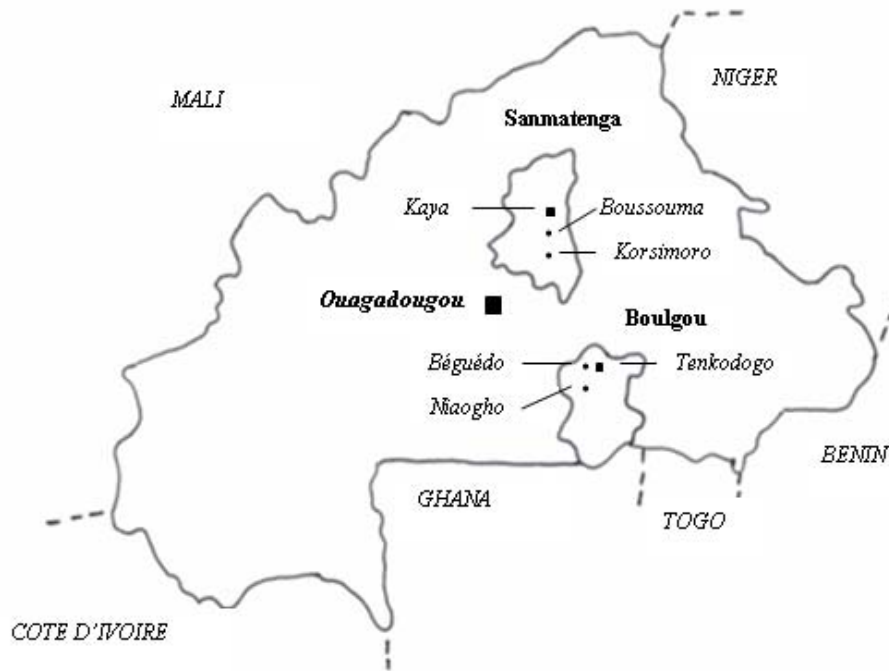 NIGER
MALI
Sanmatenga
Kaya
Boussouma
Korsimoro
Ouagadougou
Boulgou
Béguédo
Tenkodogo
Niaogho
BENIN
GHANA
TOGO
COTE D'IVOIRE